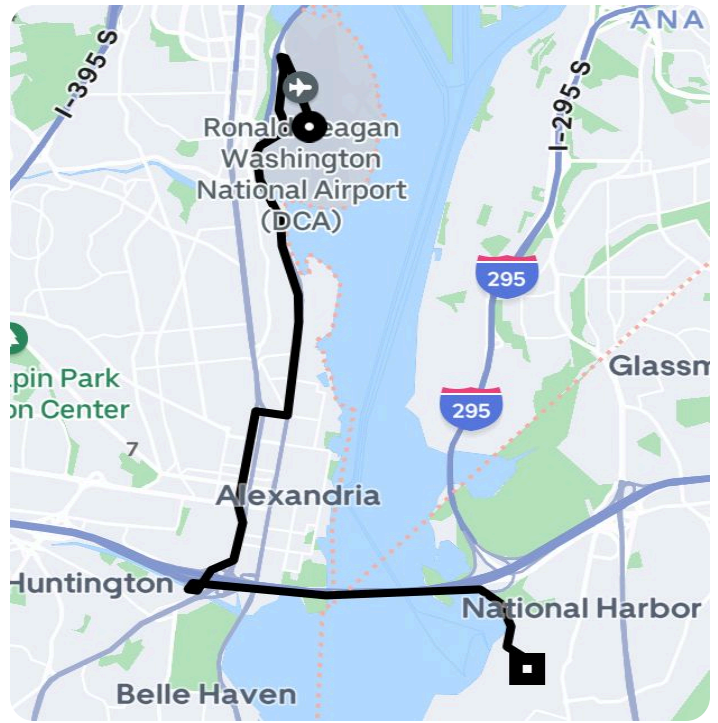 ANA
I-395 S
I-295 S
Ronald Reagan
Washington
National Airport
(DCA)
295
Glassm
pin Park
on Center
295
7
Alexandria
Huntington
National Harbor
Belle Haven